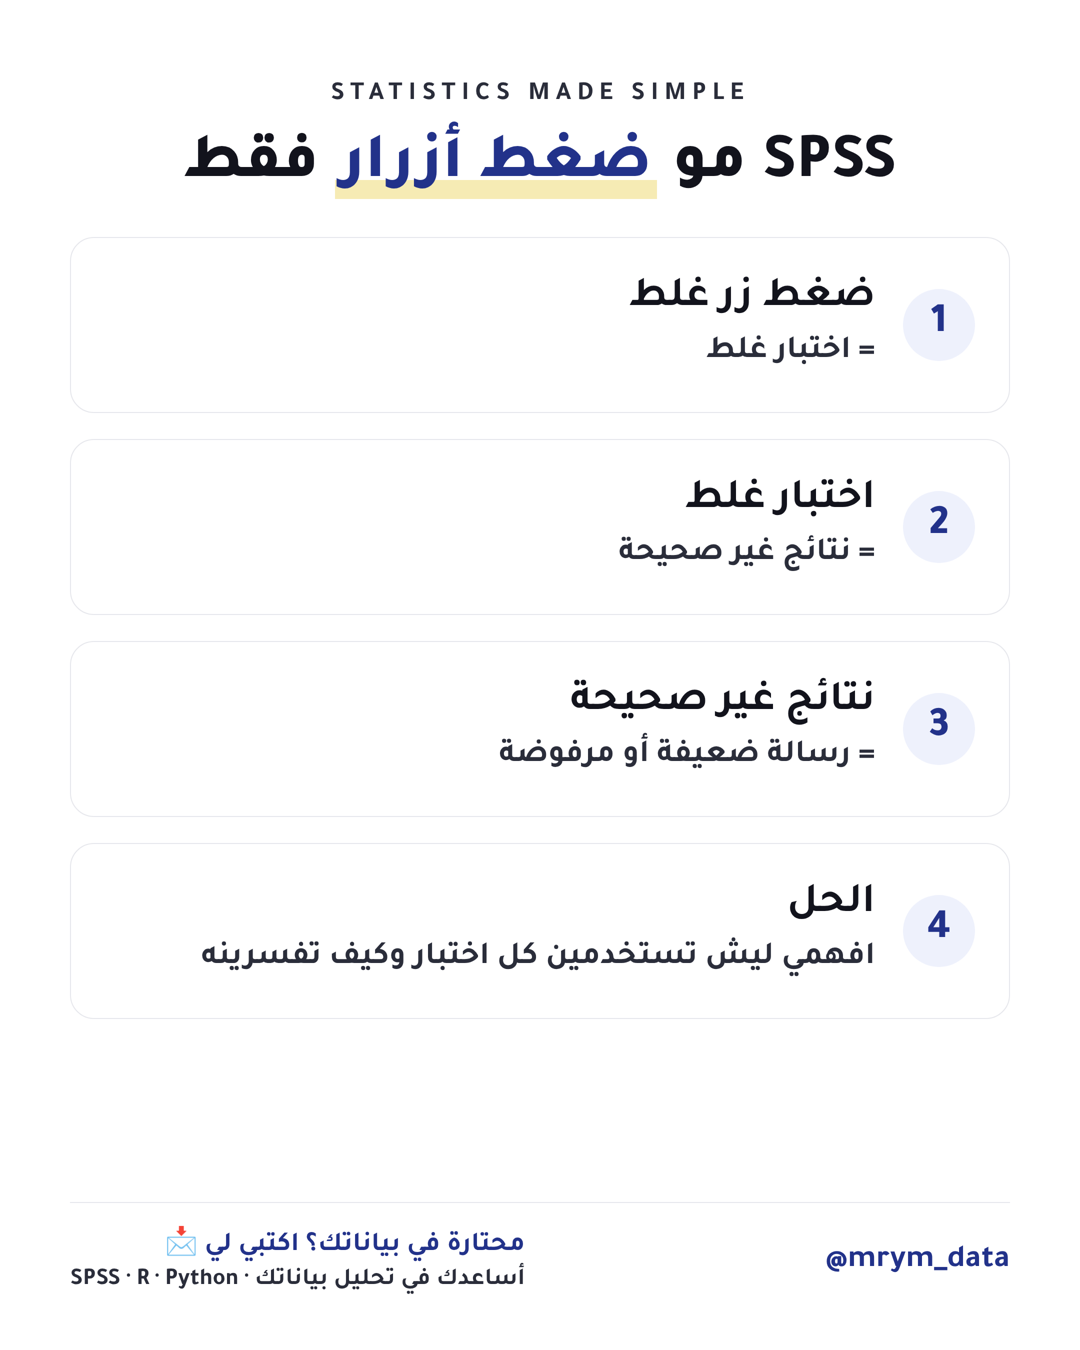 STATISTICS MADE SIMPLE
SPSS مو ضغط أزرار فقط
1
ضغط زر غلط
= اختبار غلط
2
اختبار غلط
= نتائج غير صحيحة
3
نتائج غير صحيحة
= رسالة ضعيفة أو مرفوضة
4
الحل
افهمي ليش تستخدمين كل اختبار وكيف تفسرينه
@mrym_data
محتارة في بياناتك؟ اكتبي لي 📩
أساعدك في تحليل بياناتك · SPSS · R · Python